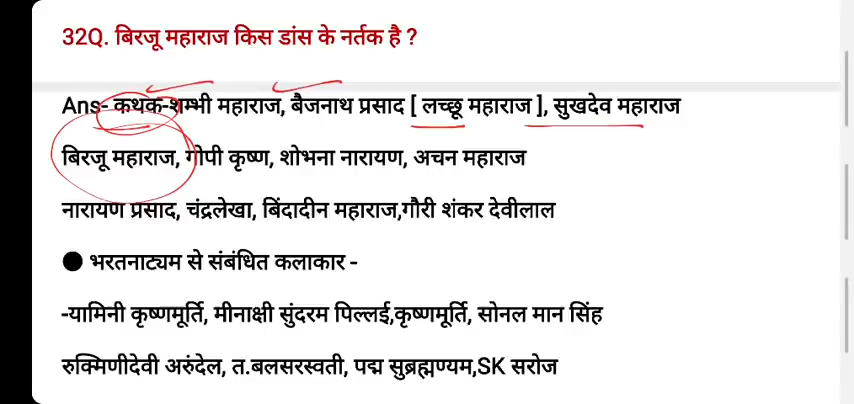 32Q. बिरजू महाराज किस डांस के नर्तक है ?
Ans- कथक-शम्भी महाराज, बैजनाथ प्रसाद [ लच्छू महाराज ], सुखदेव महाराज
बिरजू महाराज, गोपी कृष्ण, शोभना नारायण, अचन महाराज
नारायण प्रसाद, चंद्रलेखा, बिंदादीन महाराज,गौरी शंकर देवीलाल
● भरतनाट्यम से संबंधित कलाकार -
-यामिनी कृष्णमूर्ति, मीनाक्षी सुंदरम पिल्लई,कृष्णमूर्ति, सोनल मान सिंह
रुक्मिणीदेवी अरुंदेल, त.बलसरस्वती, पद्म सुब्रह्मण्यम,SK सरोज